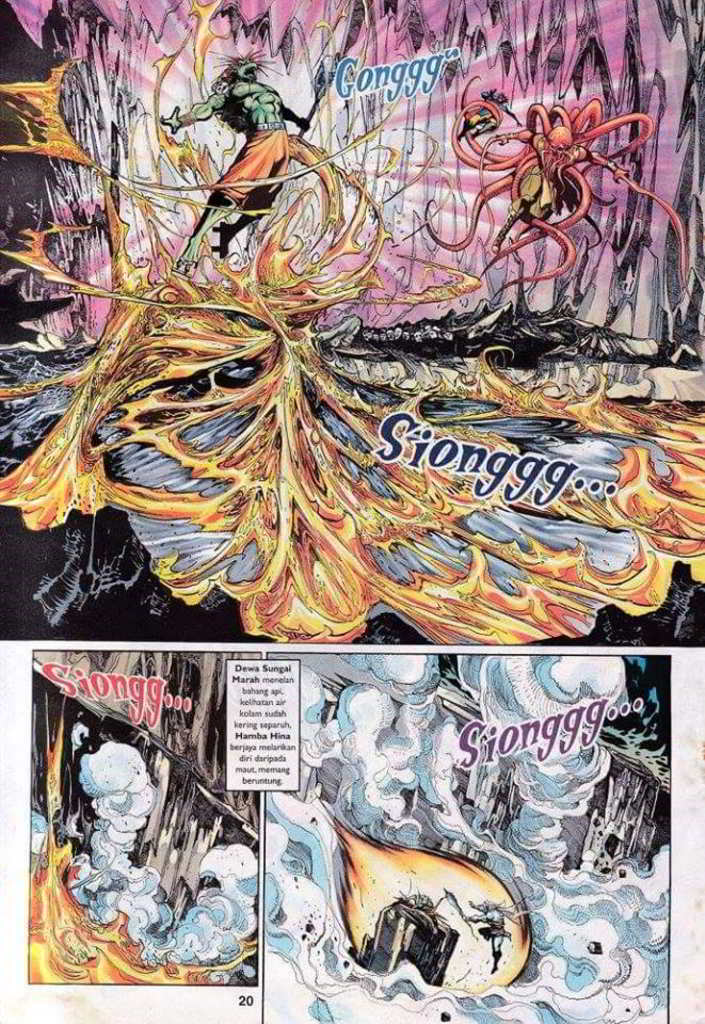 Gonggg"
Sionggg...
Siongg...
Dewa Sungai
Marah menelan
bahang api,
kelihatan air
kolam sudah
kering separuh,
Hamba Hina
berjaya melarikan
diri daripada
maut, memang
beruntung.
Sionggg...
20